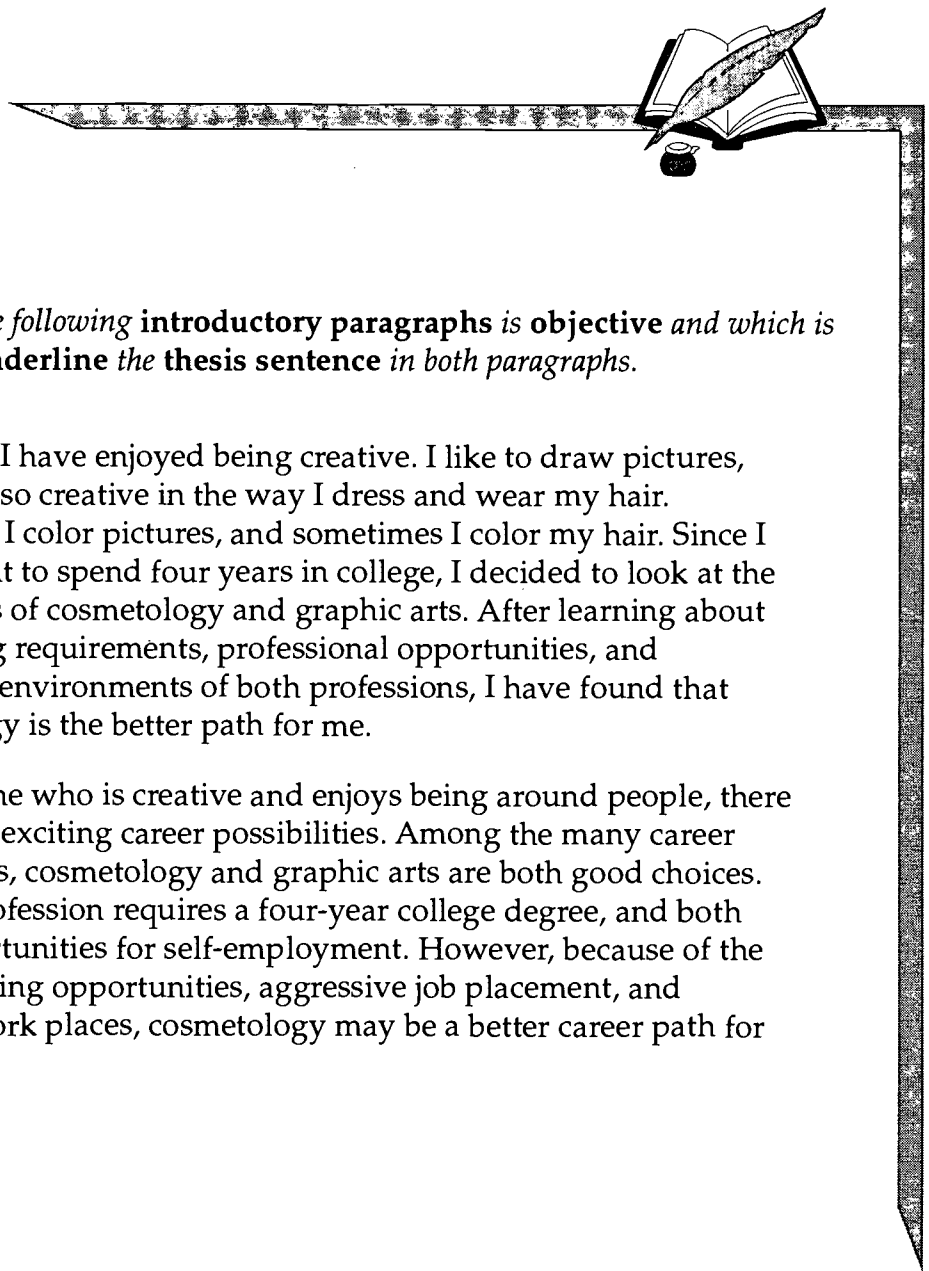 following introductory paragraphs is objective and which is
the thesis sentence in both paragraphs.
I have enjoyed being creative. I like to draw pictures,
so creative in the way I dress and wear my hair.
I color pictures, and sometimes I color my hair. Since I
to spend four years in college, I decided to look at the
of cosmetology and graphic arts. After learning about
requirements, professional opportunities, and
environments of both professions, I have found that
is the better path for me.
who is creative and enjoys being around people, there
exciting career possibilities. Among the many career
cosmetology and graphic arts are both good choices.
requires a four-year college degree, and both
for self-employment. However, because of the
opportunities, aggressive job placement, and
places, cosmetology may be a better career path for